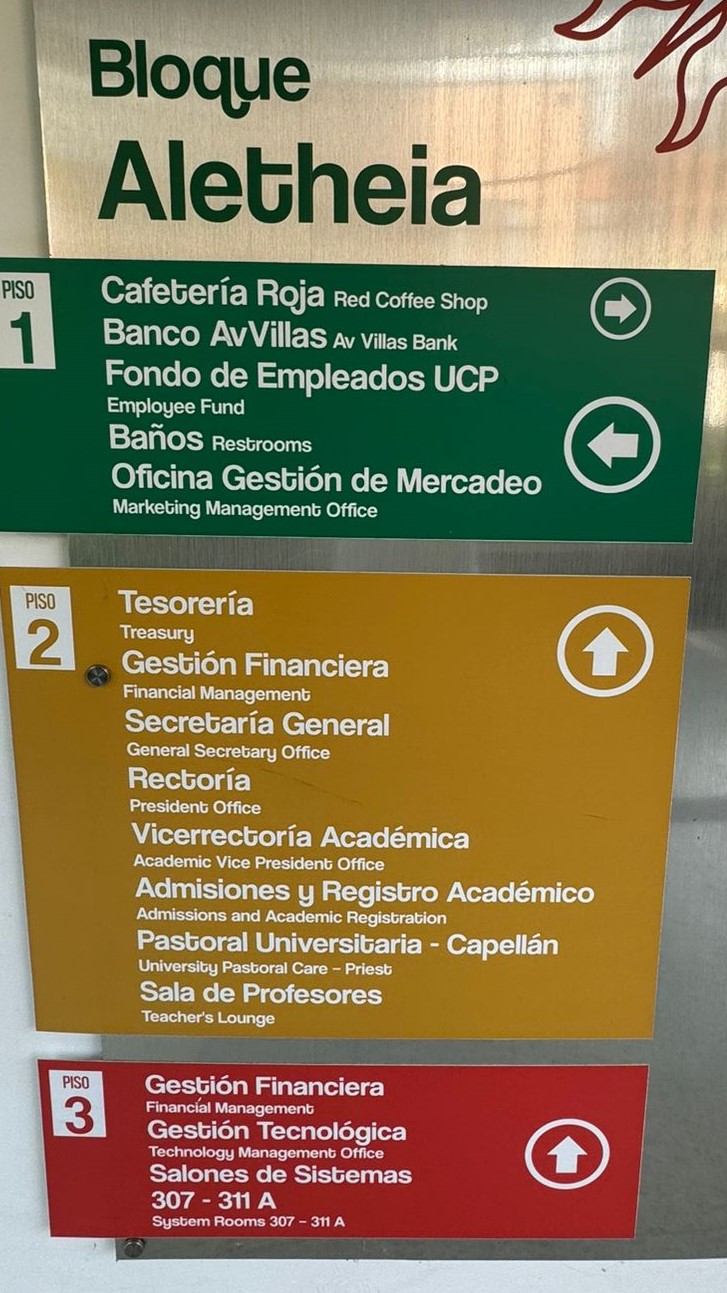 Bloque
Aletheia
PISO
1
Cafetería Roja Red Coffee Shop
Banco AvVillas Av Villas Bank
Fondo de Empleados UCP
Employee Fund
Baños Restrooms
Oficina Gestión de Mercadeo
Marketing Management Office
PISO
2
Tesorería
Treasury
Gestión Financiera
Financial Management
Secretaría General
General Secretary Office
Rectoría
President Office
Vicerrectoría Académica
Academic Vice President Office
Admisiones y Registro Académico
Admissions and Academic Registration
Pastoral Universitaria - Capellán
University Pastoral Care – Priest
Sala de Profesores
Teacher's Lounge
PISO
3
Gestión Financiera
Financial Management
Gestión Tecnológica
Technology Management Office
Salones de Sistemas
307 - 311 A
System Rooms 307 – 311 A